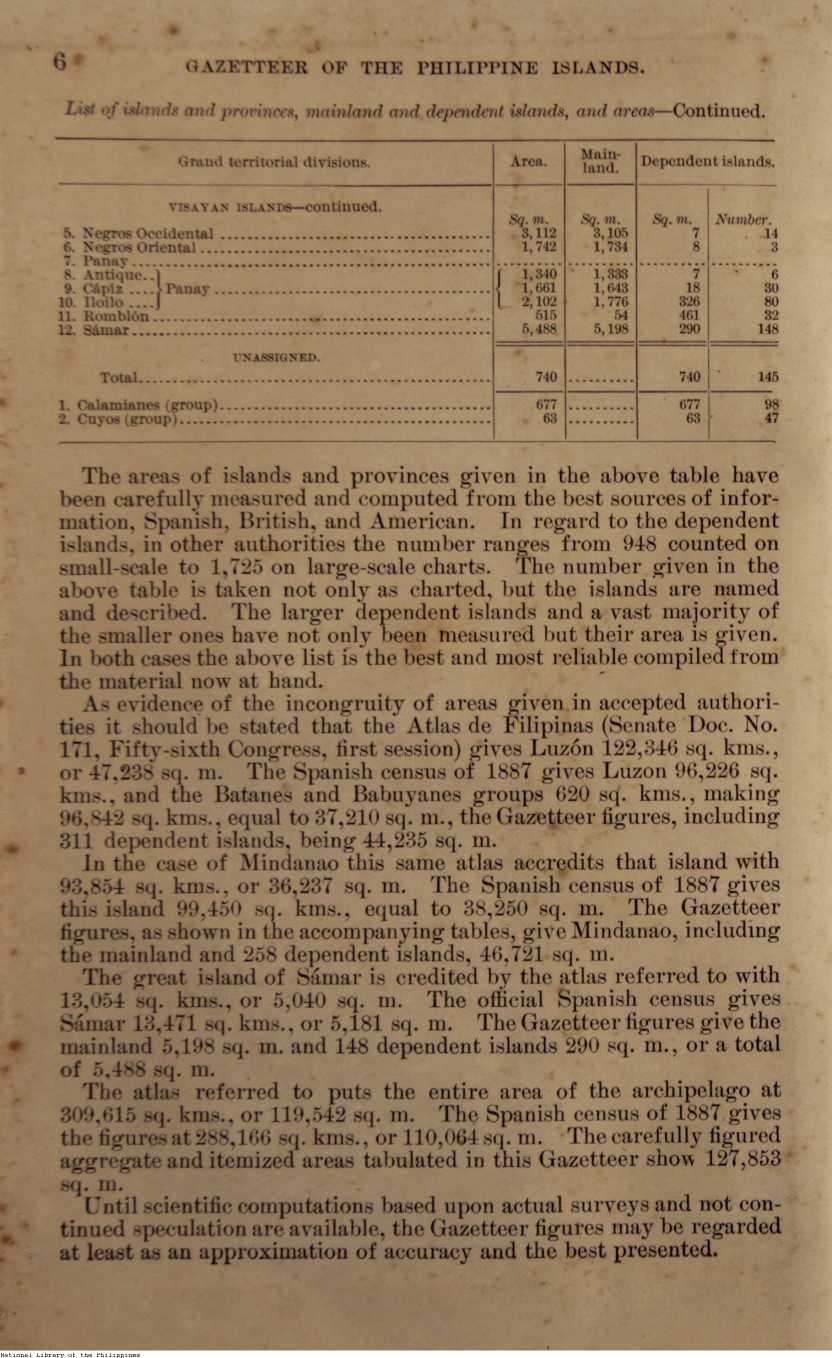 6
GAZETTEER OF THE PHILIPPINE ISLANDS.
List of islands and provinces, mainland and dependent islands, and areas—Continued.
Grand territorial divisions. Area. Main-land. Dependent islands.
VISAYAN ISLANDS—continued.
Sq. m. Sq. m. Sq. m. Number.
5. Negros Occidental 3,112 3,105 7 14
6. Negros Oriental 1,742 1,734 8 3
7. Panay
8. Antique 1,340 1,333 7 6
9. Cápiz Panay 1,661 1,643 18 30
10. Iloílo 2,102 1,776 326 80
11. Romblón 515 54 461 32
12. Sámar 5,488 5,198 290 148
UNASSIGNED.
Total 740 740 145
1. Calamianes (group) 677 677 98
2. Cuyos (group) 63 63 47
The areas of islands and provinces given in the above table have
been carefully measured and computed from the best sources of infor-
mation, Spanish, British, and American. In regard to the dependent
islands, in other authorities the number ranges from 948 counted on
small-scale to 1,725 on large-scale charts. The number given in the
above table is taken not only as charted, but the islands are named
and described. The larger dependent islands and a vast majority of
the smaller ones have not only been measured but their area is given.
In both cases the above list is the best and most reliable compiled from
the material now at hand.
As evidence of the incongruity of areas given in accepted authori-
ties it should be stated that the Atlas de Filipinas (Senate Doc. No.
171, Fifty-sixth Congress, first session) gives Luzón 122,346 sq. kms.,
or 47,238 sq. m. The Spanish census of 1887 gives Luzon 96,226 sq.
kms., and the Batanes and Babuyanes groups 620 sq. kms., making
96,842 sq. kms., equal to 37,210 sq. m., the Gazetteer figures, including
311 dependent islands, being 44,235 sq. m.
In the case of Mindanao this same atlas accredits that island with
93,854 sq. kms., or 36,237 sq. m. The Spanish census of 1887 gives
this island 99,450 sq. kms., equal to 38,250 sq. m. The Gazetteer
figures, as shown in the accompanying tables, give Mindanao, including
the mainland and 258 dependent islands, 46,721 sq. m.
The great island of Sámar is credited by the atlas referred to with
13,054 sq. kms., or 5,040 sq. m. The official Spanish census gives
Sámar 13,471 sq. kms., or 5,181 sq. m. The Gazetteer figures give the
mainland 5,198 sq. m. and 148 dependent islands 290 sq. m., or a total
of 5,488 sq. m.
The atlas referred to puts the entire area of the archipelago at
309,615 sq. kms., or 119,542 sq. m. The Spanish census of 1887 gives
the figures at 288,166 sq. kms., or 110,064 sq. m. The carefully figured
aggregate and itemized areas tabulated in this Gazetteer show 127,853
sq. m.
Until scientific computations based upon actual surveys and not con-
tinued speculation are available, the Gazetteer figures may be regarded
at least as an approximation of accuracy and the best presented.
National Library of the Philippines